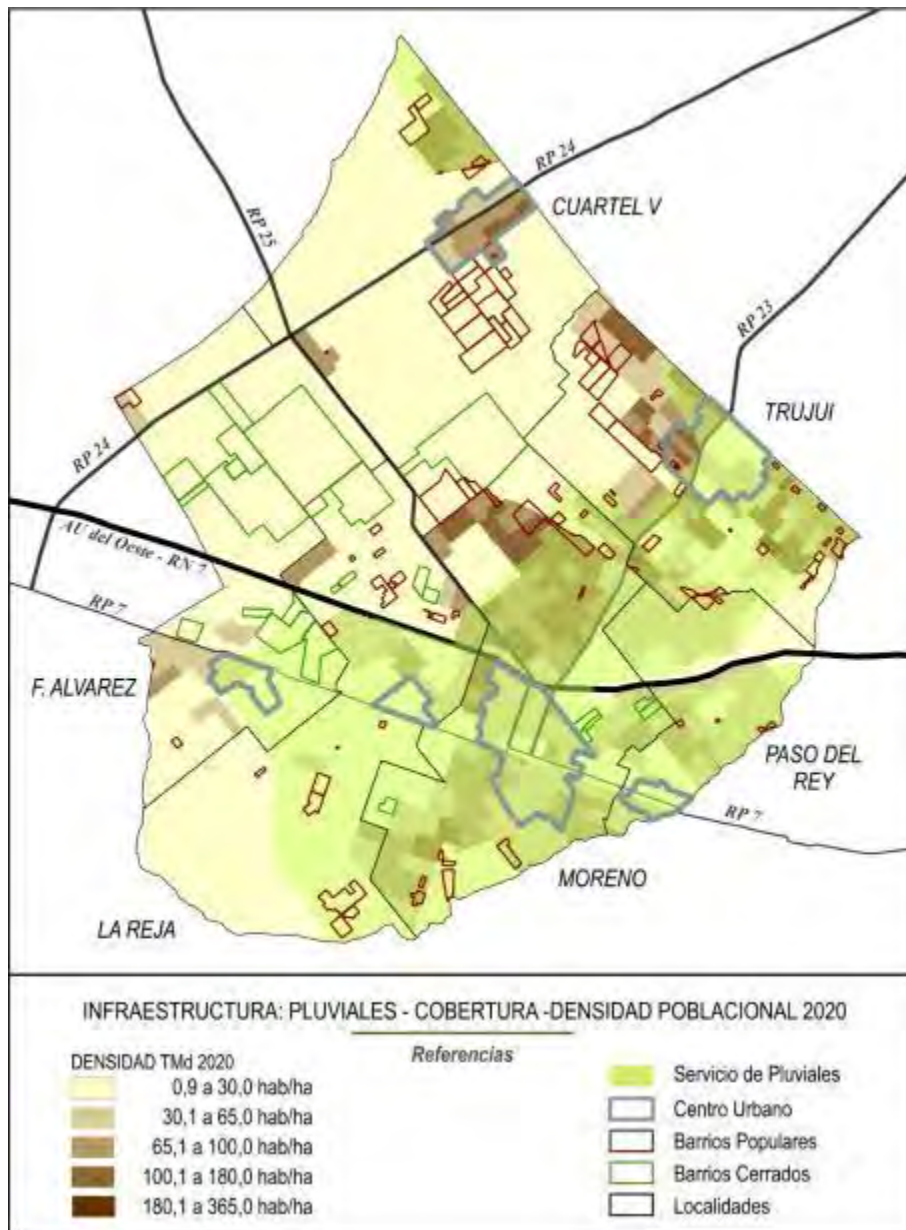 RP 24
CUARTEL V
RP 25
RP 23
TRUJUI
RP 24
AU del Oeste - RN 7
RP 7
F. ALVAREZ
PASO DEL
REY
RP 7
MORENO
LA REJA
INFRAESTRUCTURA: PLUVIALES - COBERTURA -DENSIDAD POBLACIONAL 2020
Referencias
DENSIDAD TMd 2020
0,9 a 30,0 hab/ha
30,1 a 65,0 hab/ha
65,1 a 100,0 hab/ha
100,1 a 180,0 hab/ha
180,1 a 365,0 hab/ha
Servicio de Pluviales
Centro Urbano
Barrios Populares
Barrios Cerrados
Localidades